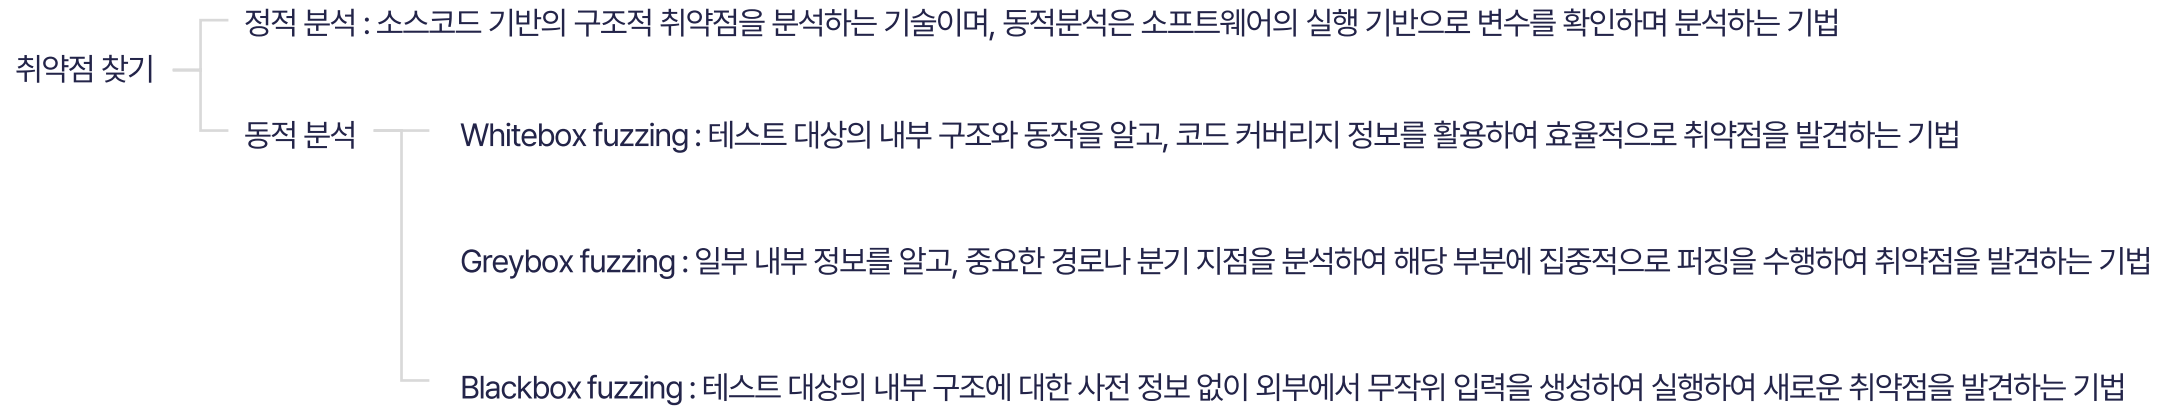 정적 분석 : 소스코드 기반의 구조적 취약점을 분석하는 기술이며, 동적분석은 소프트웨어의 실행 기반으로 변수를 확인하며 분석하는 기법
취약점 찾기
동적 분석
Whitebox fuzzing : 테스트 대상의 내부 구조와 동작을 알고, 코드 커버리지 정보를 활용하여 효율적으로 취약점을 발견하는 기법
Greybox fuzzing : 일부 내부 정보를 알고, 중요한 경로나 분기 지점을 분석하여 해당 부분에 집중적으로 퍼징을 수행하여 취약점을 발견하는 기법
Blackbox fuzzing : 테스트 대상의 내부 구조에 대한 사전 정보 없이 외부에서 무작위 입력을 생성하여 실행하여 새로운 취약점을 발견하는 기법